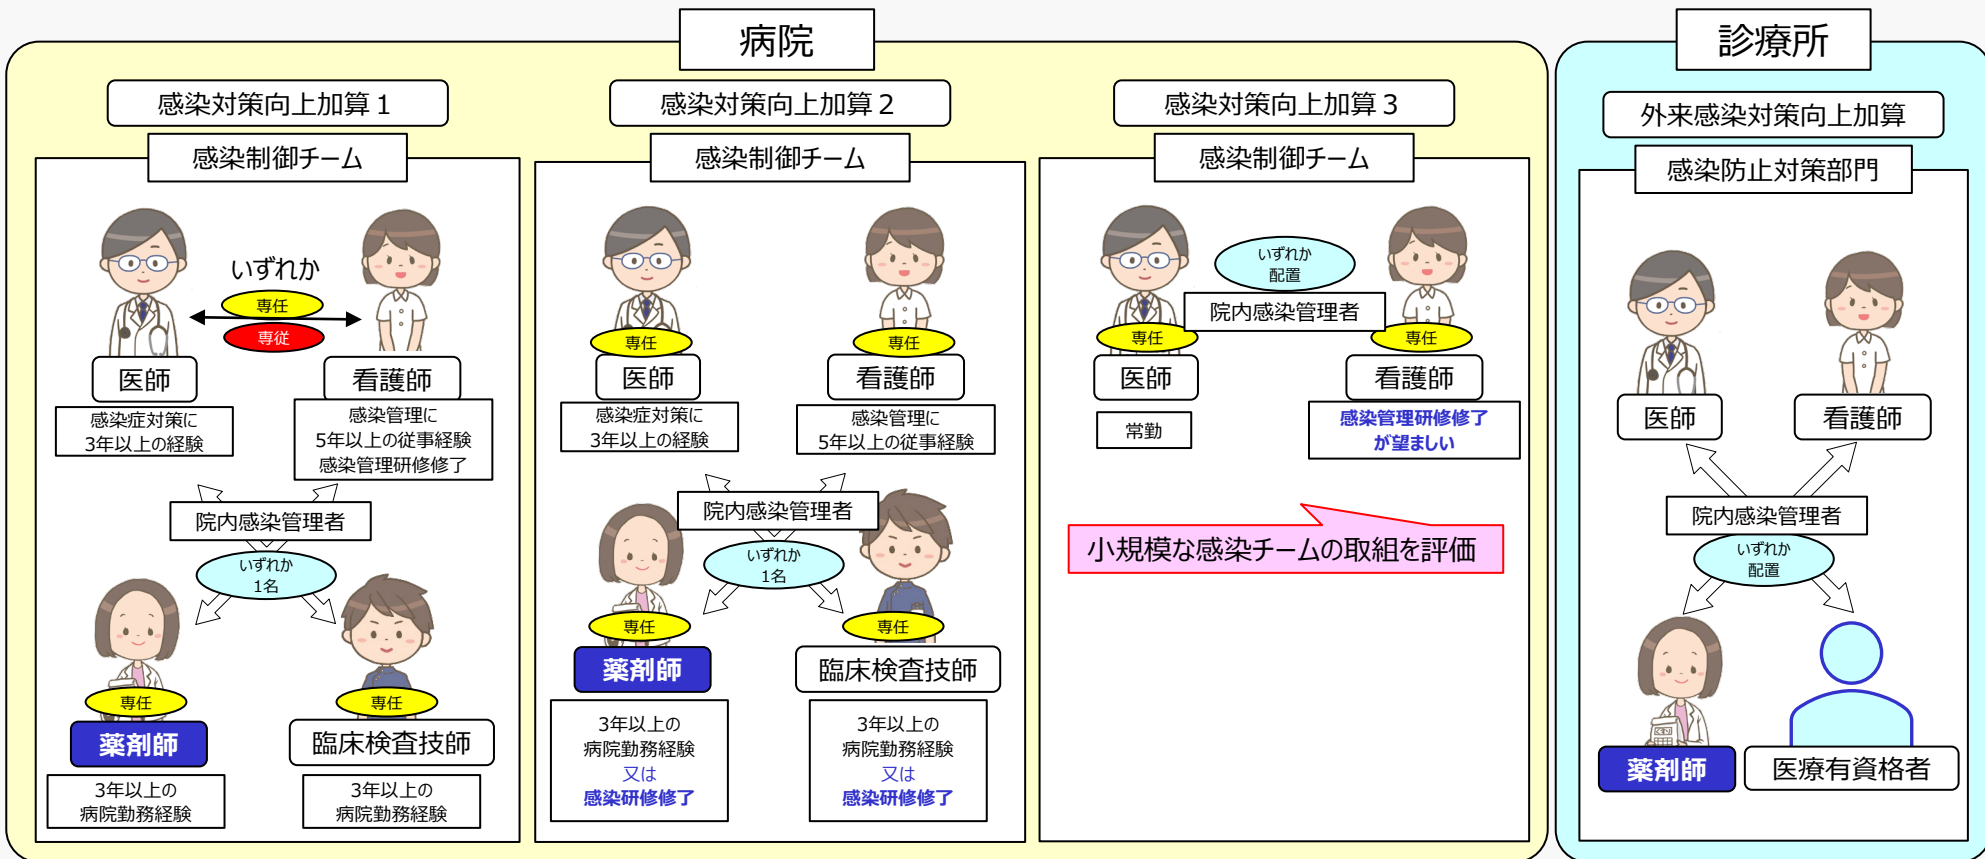 病院
感染対策向上加算１
感染制御チーム
いずれか
専任
専従
医師
看護師
感染症対策に
3年以上の経験
感染管理に
5年以上の従事経験
感染管理研修修了
院内感染管理者
いずれか
1名
専任
専任
薬剤師
臨床検査技師
3年以上の
病院勤務経験
3年以上の
病院勤務経験
感染対策向上加算２
感染制御チーム
専任
専任
医師
看護師
感染症対策に
3年以上の経験
感染管理に
5年以上の従事経験
院内感染管理者
いずれか
1名
専任
専任
薬剤師
臨床検査技師
3年以上の
病院勤務経験
又は
感染研修修了
3年以上の
病院勤務経験
又は
感染研修修了
感染対策向上加算３
感染制御チーム
いずれか
配置
院内感染管理者
専任
専任
医師
看護師
常勤
感染管理研修修了
が望ましい
小規模な感染チームの取組を評価
診療所
外来感染対策向上加算
感染防止対策部門
医師
看護師
院内感染管理者
いずれか
配置
薬剤師
医療有資格者